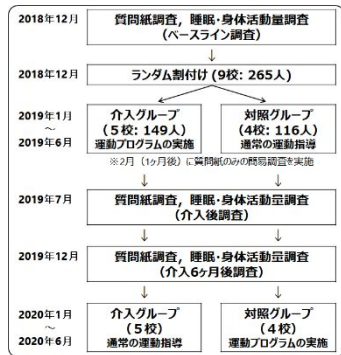 2018年12月
質問紙調査，睡眠・身体活動量調査
（ベースライン調査）
2018年12月
ランダム割付け（9校: 265人）
2019年1月
～
2019年6月
介入グループ
（5校: 149人）
運動プログラムの実施
対照グループ
（4校: 116人）
通常の運動指導
※2月（1ヶ月後）に質問紙のみの簡易調査を実施
2019年7月
質問紙調査，睡眠・身体活動量調査
（介入後調査）
2019年12月
質問紙調査，睡眠・身体活動量調査
（介入6ヶ月後調査）
2020年1月
～
2020年6月
介入グループ
（5校）
通常の運動指導
対照グループ
（4校）
運動プログラムの実施